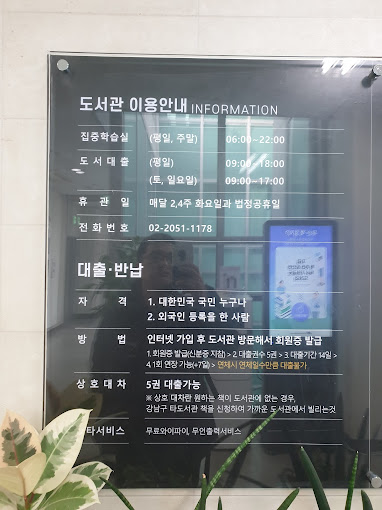 도서관 이용안내 INFORMATION
집중학습실 (평일, 주말) 06:00~22:00
도서대출 (평일) 09:00~18:00
(토, 일요일) 09:00~17:00
휴관일 매달 2,4주 화요일과 법정공휴일
전화번호 02-2051-1178
대출·반납
자격 1. 대한민국 국민 누구나
2. 외국인 등록을 한 사람
방법 인터넷 가입 후 도서관 방문해서 회원증 발급
1. 회원증 발급(신분증 지참) > 2. 대출권수 5권 > 3. 대출기간 14일 >
4. 1회 연장 가능(+7일) > 연체시 연체일수만큼 대출불가
상호대차 5권 대출가능
※ 상호 대차란 원하는 책이 도서관에 없는 경우,
강남구 타도서관 책을 신청하여 가까운 도서관에서 빌리는것
타서비스 무료와이파이, 무인출력서비스